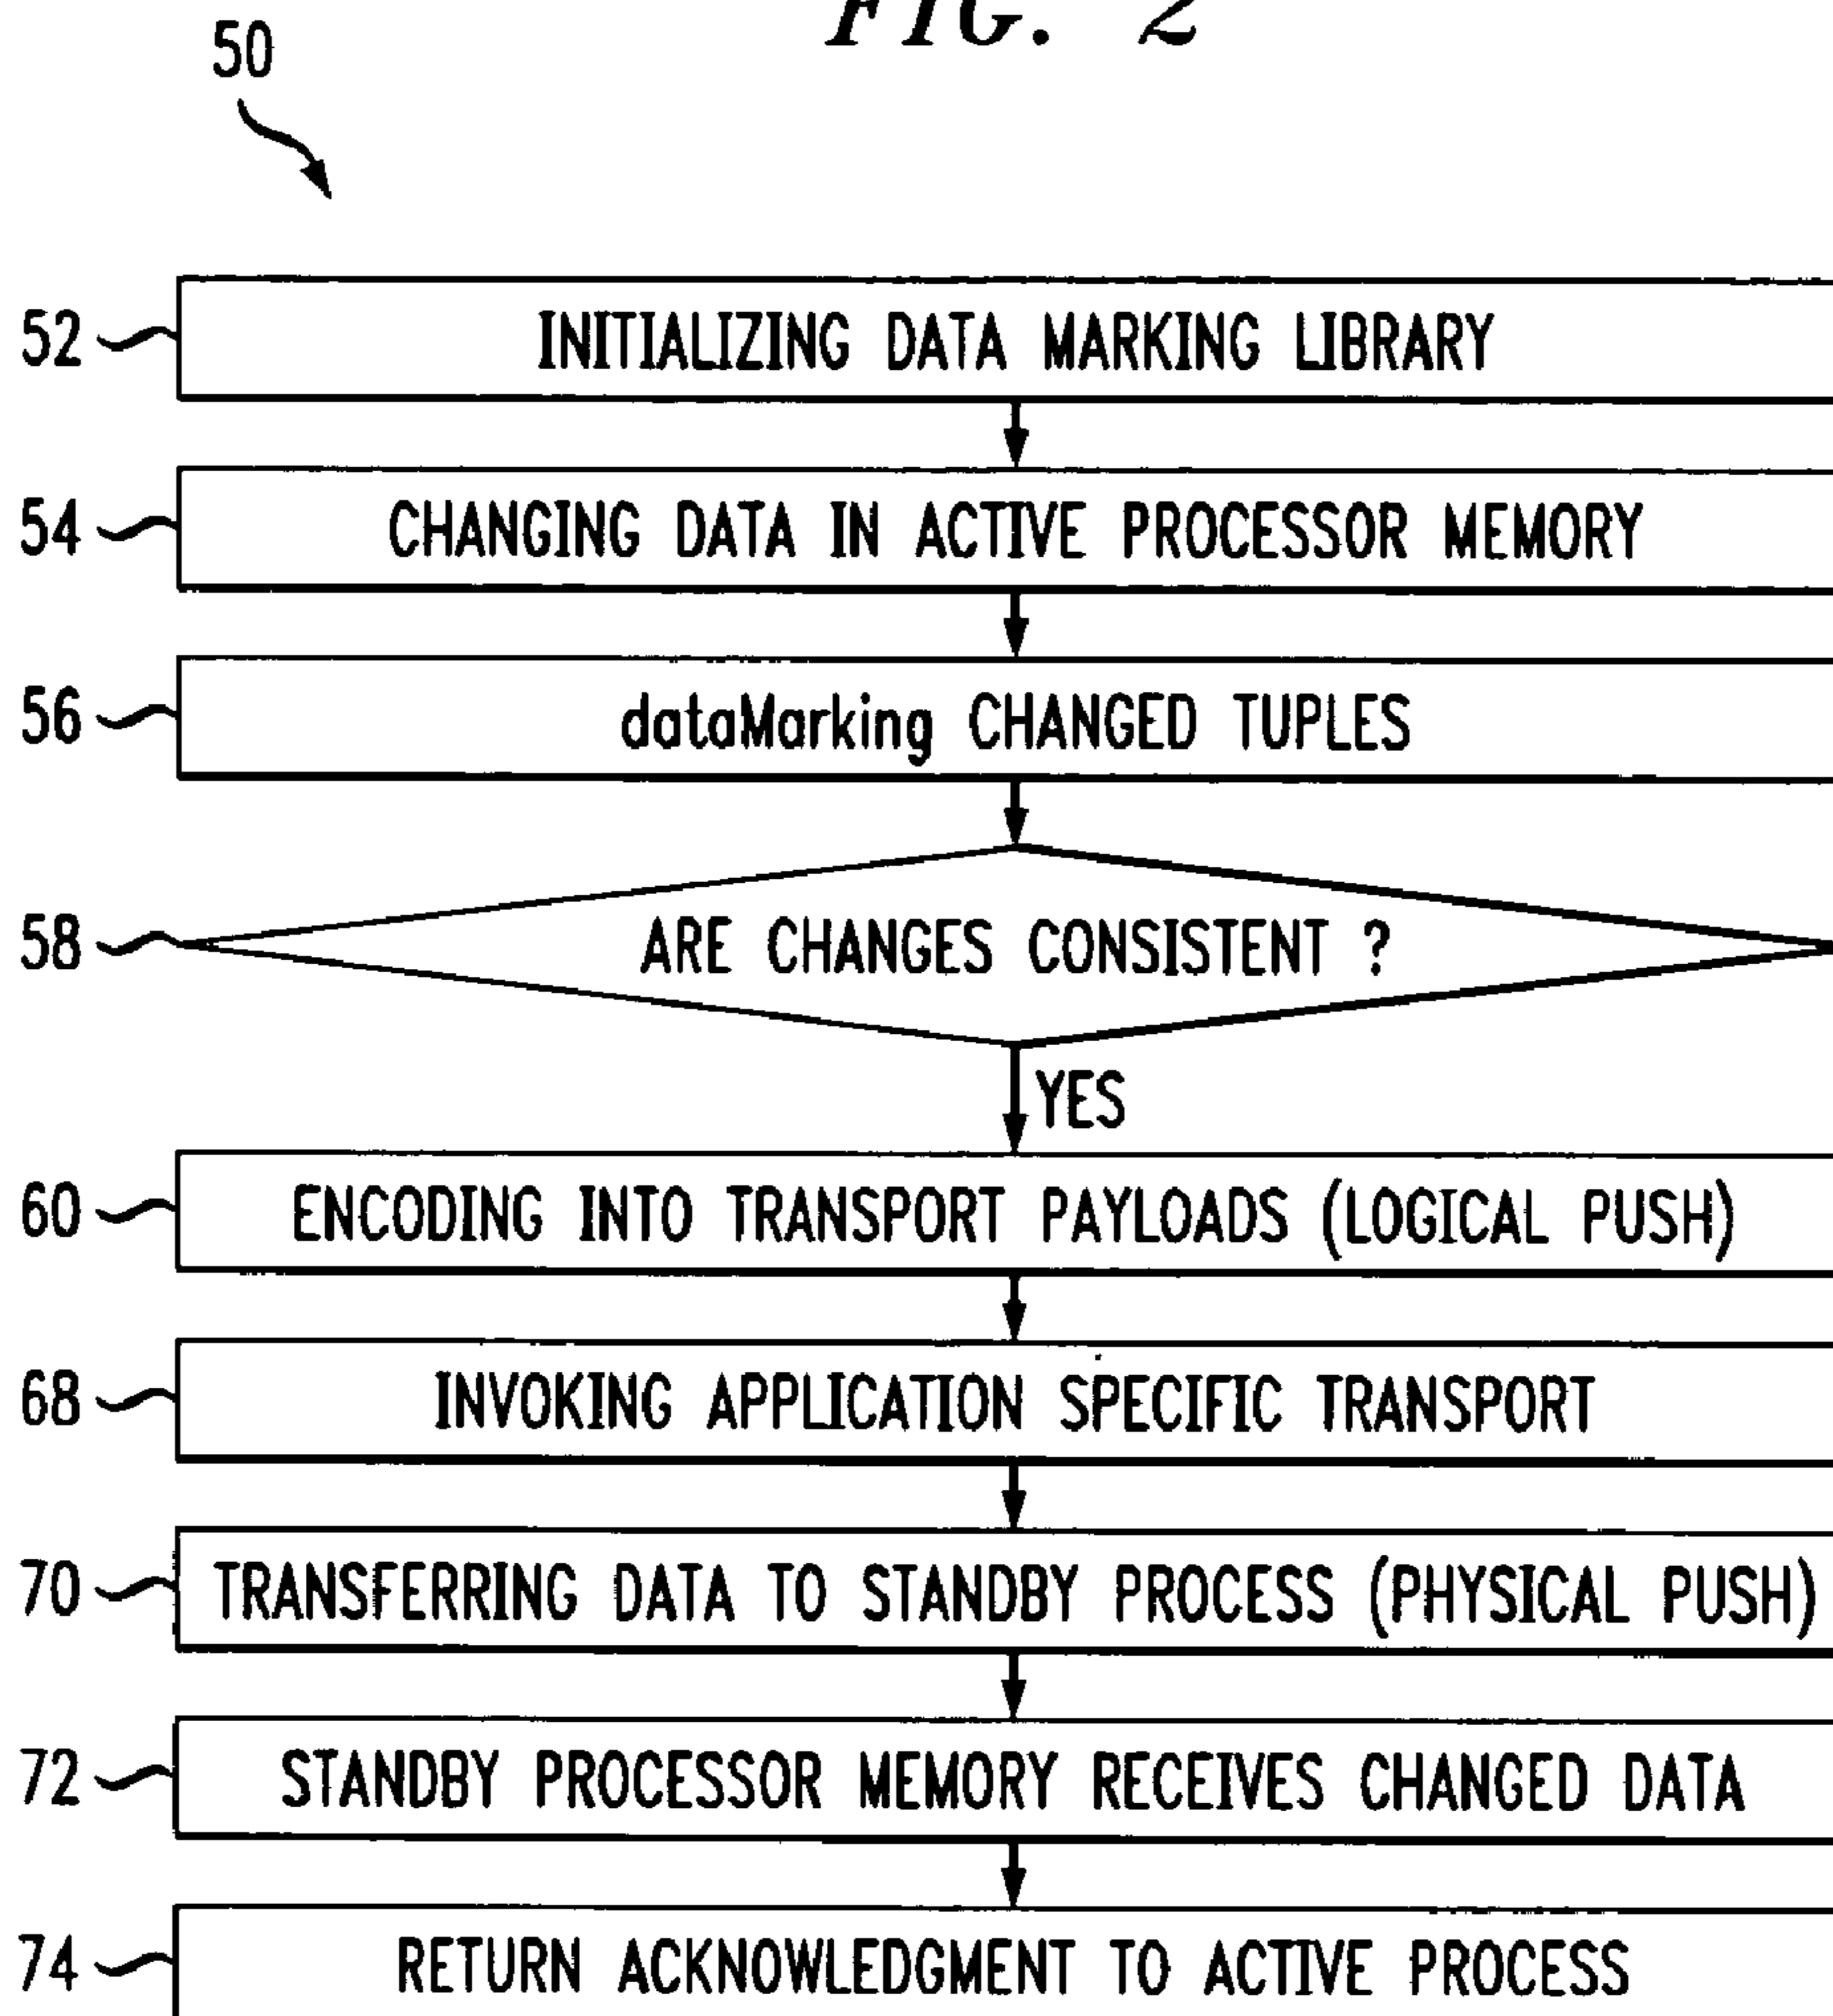 FIG. 2
50
52
INITIALIZING DATA MARKING LIBRARY
54
CHANGING DATA IN ACTIVE PROCESSOR MEMORY
56
dataMarking CHANGED TUPLES
58
ARE CHANGES CONSISTENT ?
YES
60
ENCODING INTO TRANSPORT PAYLOADS (LOGICAL PUSH)
68
INVOKING APPLICATION SPECIFIC TRANSPORT
70
TRANSFERRING DATA TO STANDBY PROCESS (PHYSICAL PUSH)
72
STANDBY PROCESSOR MEMORY RECEIVES CHANGED DATA
74
RETURN ACKNOWLEDGMENT TO ACTIVE PROCESS